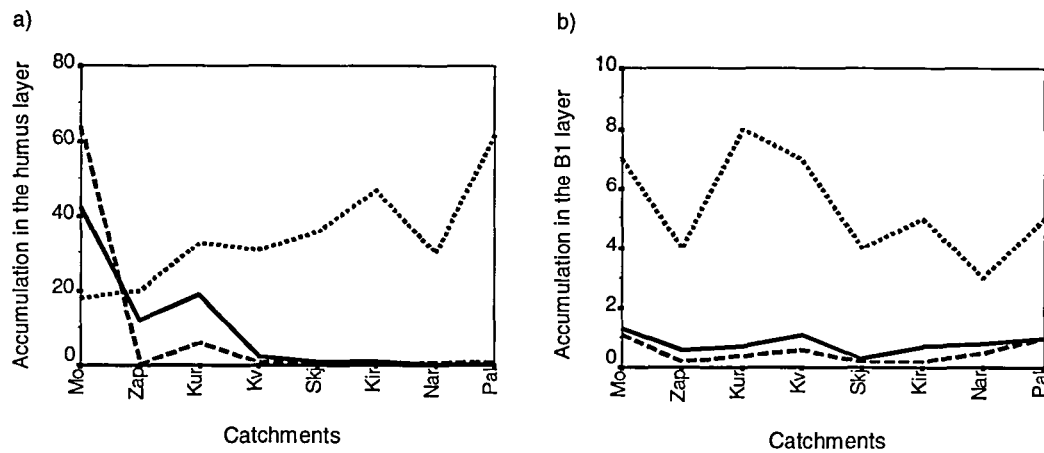 a)
Accumulation in the humus layer
80
60
40
20
0
Mo
Zap
Kur
Kv
Skj
Kir
Nar
Pal
Catchments
b)
Accumulation in the B1 layer
10
8
6
4
2
0
Mo
Zap
Kur
Kv
Skj
Kir
Nar
Pal
Catchments